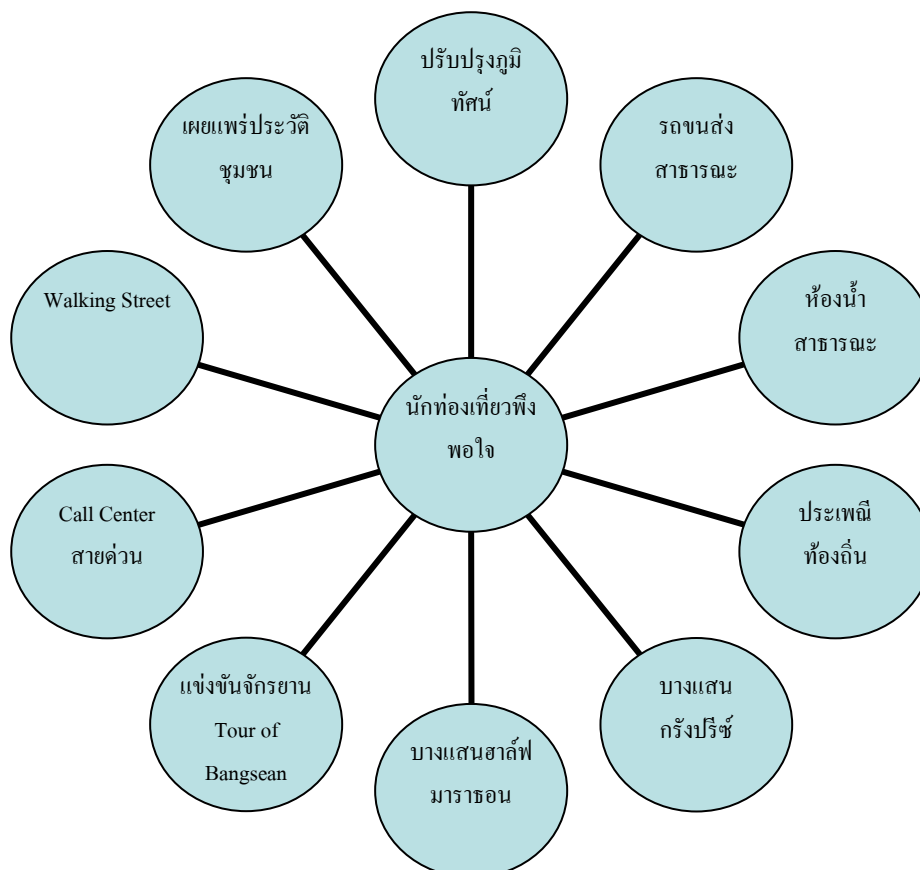 ปรับปรุงภูมิ
ทัศน์
รถขนส่ง
สาธารณะ
ห้องน้ำ
สาธารณะ
ประเพณี
ท้องถิ่น
บางแสน
กรังปรีซ์
บางแสนฮาล์ฟ
มาราธอน
แข่งขันจักรยาน
Tour of
Bangsean
Call Center
สายด่วน
Walking Street
เผยแพร่ประวัติ
ชุมชน
นักท่องเที่ยวพึง
พอใจ